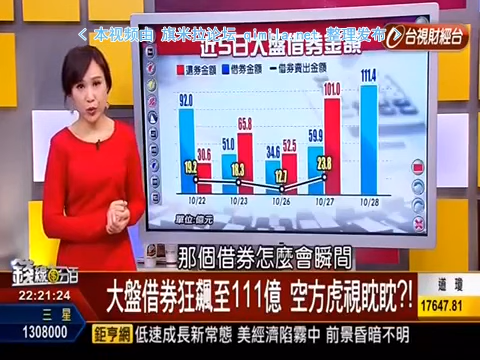 < 本视频由 旗米拉论坛 qimila.net 整理发布 >
台視財經台
近5日大盤借券金額
還券金額 借券金額 借券賣出金額
111.4
101.0
92.0
65.8
59.9
51.0 52.5
30.6 34.6
19.2 18.3 12.7 23.8
10/22 10/23 10/26 10/27 10/28
單位:億元
那個借券怎麼會瞬間
錢線百分百
大盤借券狂飆至111億 空方虎視眈眈?!
道瓊
17647.81
22:21:24
三星
1308000
鉅亨網 低速成長新常態 美經濟陷霧中 前景昏暗不明